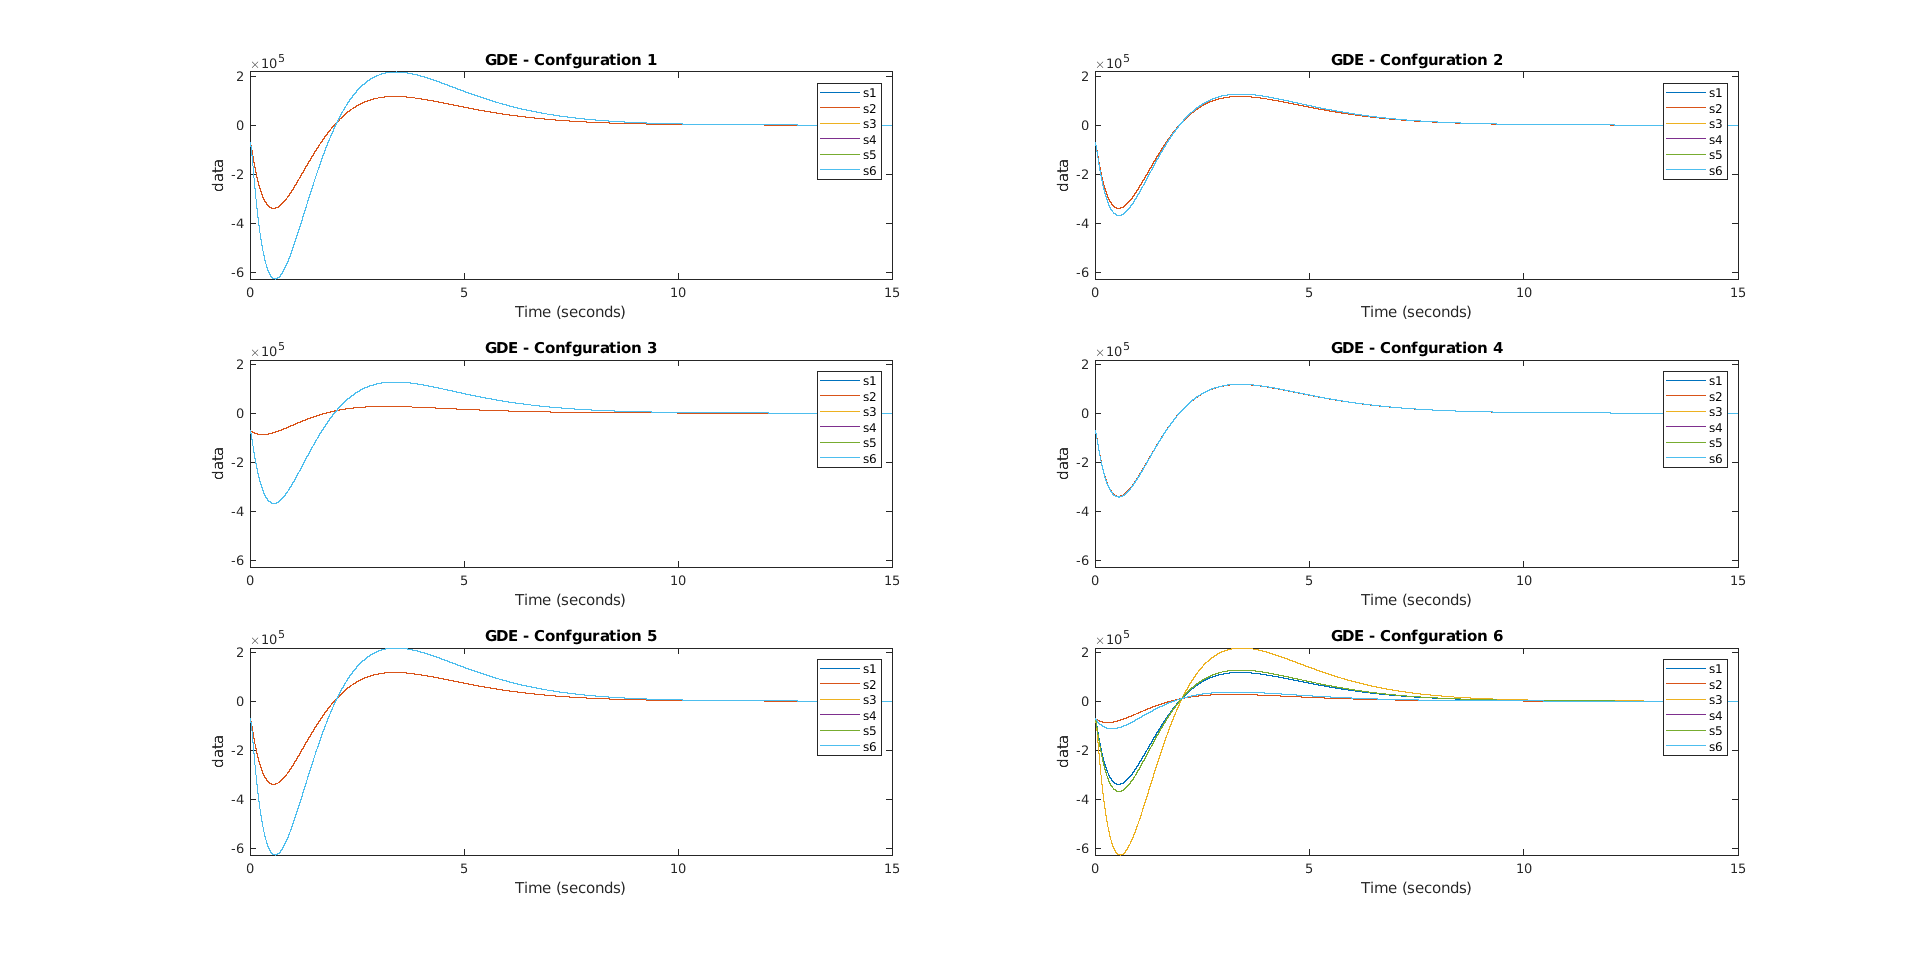 GDE - Confguration 1
×10^5
2
0
-2
-4
-6
data
0 5 10 15
Time (seconds)
s1
s2
s3
s4
s5
s6
GDE - Confguration 2
×10^5
2
0
-2
-4
-6
data
0 5 10 15
Time (seconds)
s1
s2
s3
s4
s5
s6
GDE - Confguration 3
×10^5
2
0
-2
-4
-6
data
0 5 10 15
Time (seconds)
s1
s2
s3
s4
s5
s6
GDE - Confguration 4
×10^5
2
0
-2
-4
-6
data
0 5 10 15
Time (seconds)
s1
s2
s3
s4
s5
s6
GDE - Confguration 5
×10^5
2
0
-2
-4
-6
data
0 5 10 15
Time (seconds)
s1
s2
s3
s4
s5
s6
GDE - Confguration 6
×10^5
2
0
-2
-4
-6
data
0 5 10 15
Time (seconds)
s1
s2
s3
s4
s5
s6